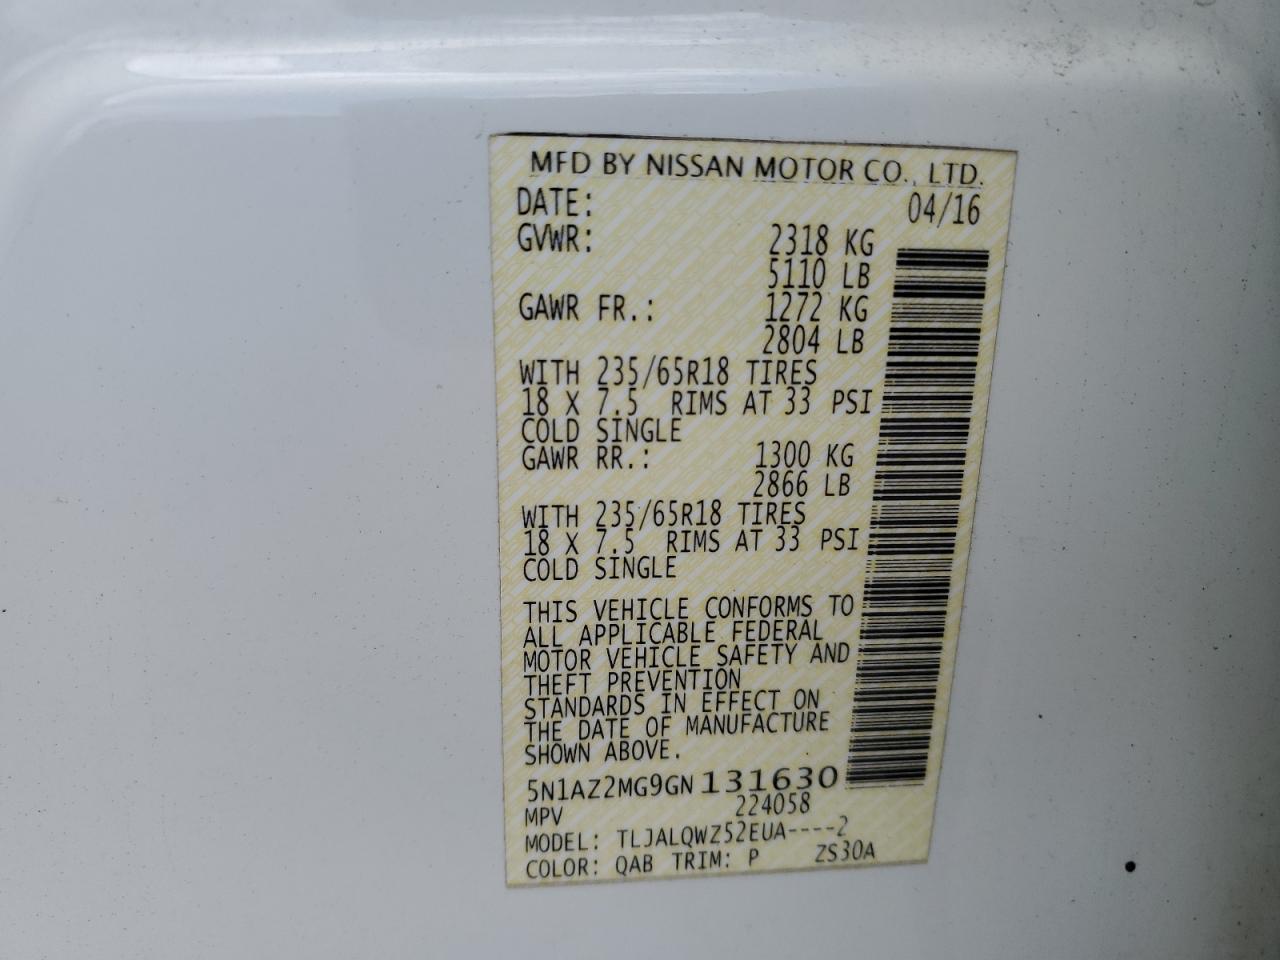 MFD BY NISSAN MOTOR CO., LTD.
DATE: 04/16
GVWR: 2318 KG
5110 LB
GAWR FR.: 1272 KG
2804 LB
WITH 235/65R18 TIRES
18 X 7.5 RIMS AT 33 PSI
COLD SINGLE
GAWR RR.: 1300 KG
2866 LB
WITH 235/65R18 TIRES
18 X 7.5 RIMS AT 33 PSI
COLD SINGLE
THIS VEHICLE CONFORMS TO
ALL APPLICABLE FEDERAL
MOTOR VEHICLE SAFETY AND
THEFT PREVENTION
STANDARDS IN EFFECT ON
THE DATE OF MANUFACTURE
SHOWN ABOVE.
5N1AZ2MG9GN131630
MPV 224058
MODEL: TLJALQWZ52EUA----2
COLOR: QAB TRIM: P ZS30A